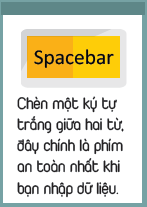 Spacebar
Chèn một ký tự
trắng giữa hai từ,
đây chính là phím
an toàn nhất khi
bạn nhập dữ liệu.